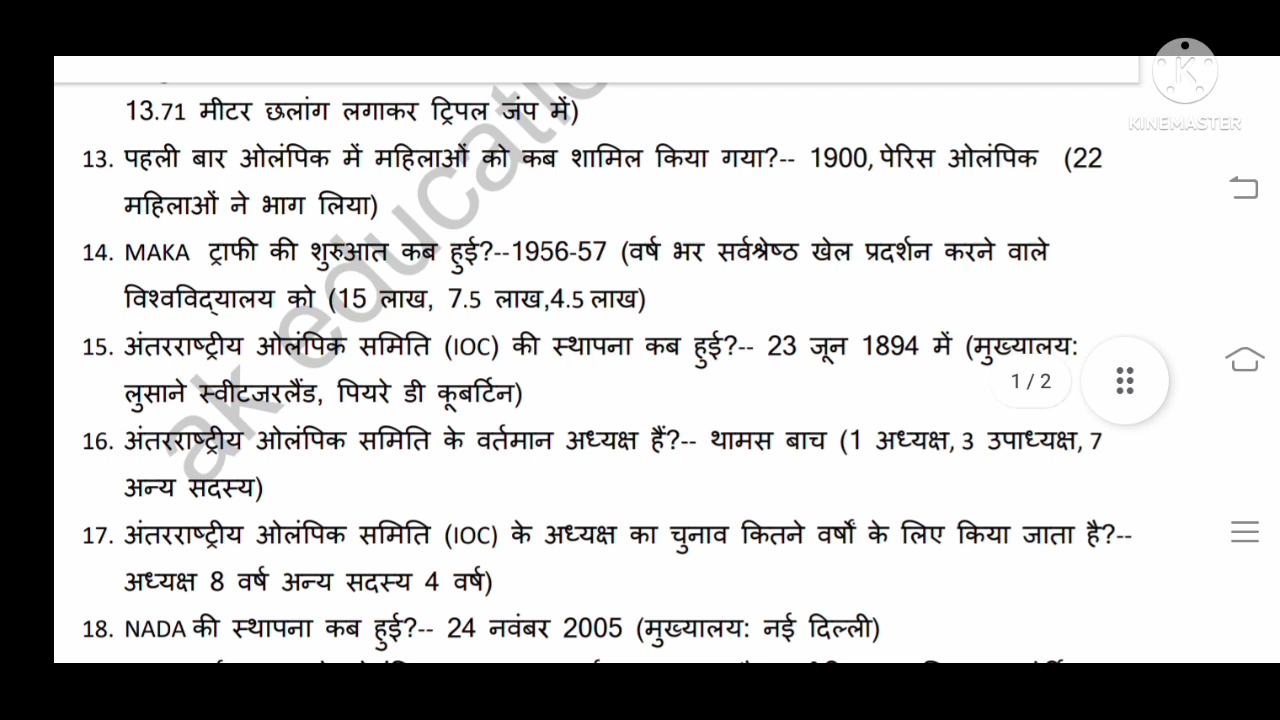 13.71 मीटर छलांग लगाकर ट्रिपल जंप में)
KINEMASTER
13. पहली बार ओलंपिक में महिलाओं को कब शामिल किया गया?-- 1900, पेरिस ओलंपिक (22
महिलाओं ने भाग लिया)
14. MAKA ट्राफी की शुरुआत कब हुई?--1956-57 (वर्ष भर सर्वश्रेष्ठ खेल प्रदर्शन करने वाले
विश्वविद्यालय को (15 लाख, 7.5 लाख,4.5 लाख)
15. अंतरराष्ट्रीय ओलंपिक समिति (IOC) की स्थापना कब हुई?-- 23 जून 1894 में (मुख्यालय:
लुसाने स्वीटजरलैंड, पियरे डी कूबर्टिन)
1 / 2
16. अंतरराष्ट्रीय ओलंपिक समिति के वर्तमान अध्यक्ष हैं?-- थामस बाच (1 अध्यक्ष, 3 उपाध्यक्ष, 7
अन्य सदस्य)
17. अंतरराष्ट्रीय ओलंपिक समिति (IOC) के अध्यक्ष का चुनाव कितने वर्षों के लिए किया जाता है?--
अध्यक्ष 8 वर्ष अन्य सदस्य 4 वर्ष)
18. NADA की स्थापना कब हुई?-- 24 नवंबर 2005 (मुख्यालय: नई दिल्ली)
ak educatio